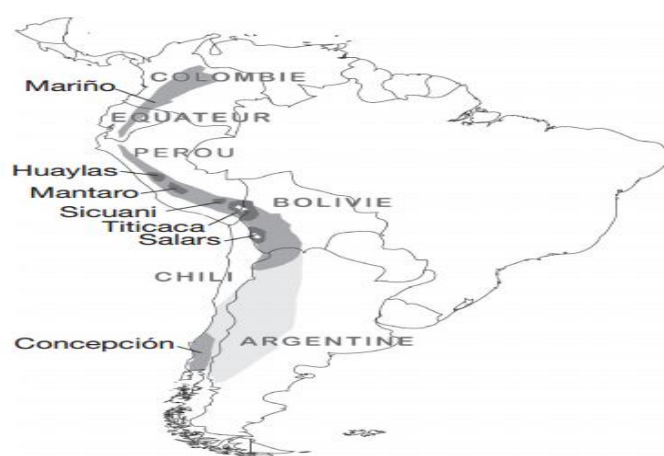 COLOMBIE
Mariño
EQUATEUR
PEROU
Huaylas
Mantaro
BOLIVIE
Sicuani
Titicaca
Salars
CHILI
ARGENTINE
Concepción